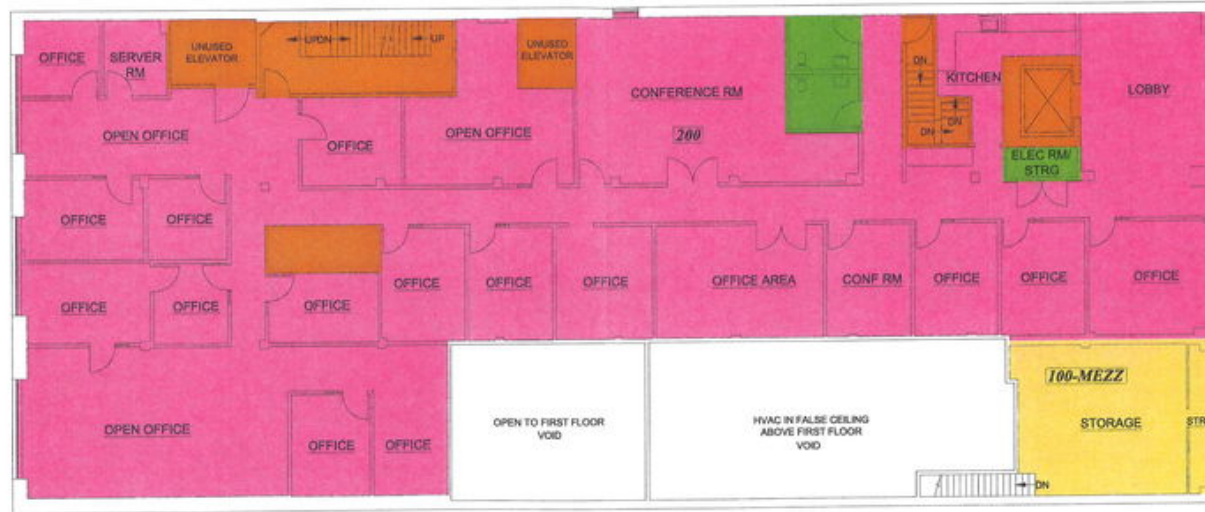 OFFICE
SERVER
RM
UNUSED
ELEVATOR
UP
UNUSED
ELEVATOR
DN
KITCHEN
LOBBY
CONFERENCE RM
OPEN OFFICE
OFFICE
OPEN OFFICE
200
DN
DN
ELEC RM/
STRG
OFFICE
OFFICE
OFFICE
OFFICE
OFFICE
OFFICE
OFFICE
OFFICE
OFFICE AREA
CONF RM
OFFICE
OFFICE
OFFICE
100-MEZZ
OPEN OFFICE
OFFICE
OFFICE
OPEN TO FIRST FLOOR
VOID
HVAC IN FALSE CEILING
ABOVE FIRST FLOOR
VOID
STORAGE
DN